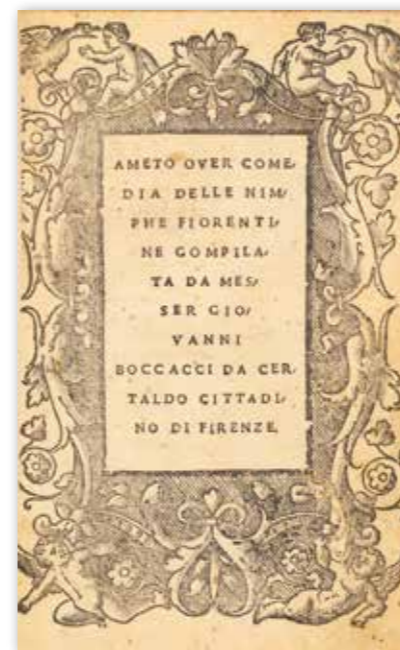 AMETO OVER COME/
DIA DELLE NIM/
PHE FIORENTI/
NE COMPILA/
TA DA MES/
SER GIO/
VANNI
BOCCACCI DA CER/
TALDO CITTADI/
NO DI FIRENZE.